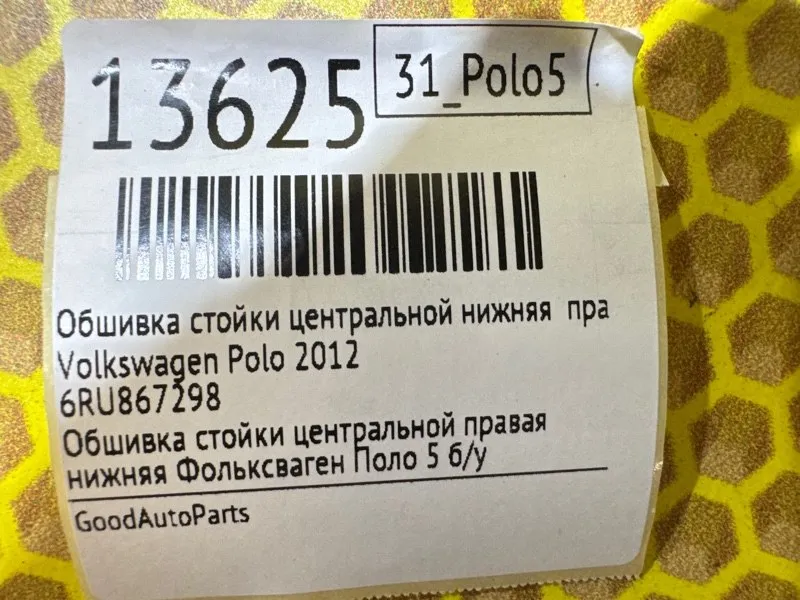 13625
31_Polo5
Обшивка стойки центральной нижняя пра
Volkswagen Polo 2012
6RU867298
Обшивка стойки центральной правая
нижняя Фольксваген Поло 5 б/у
GoodAutoParts